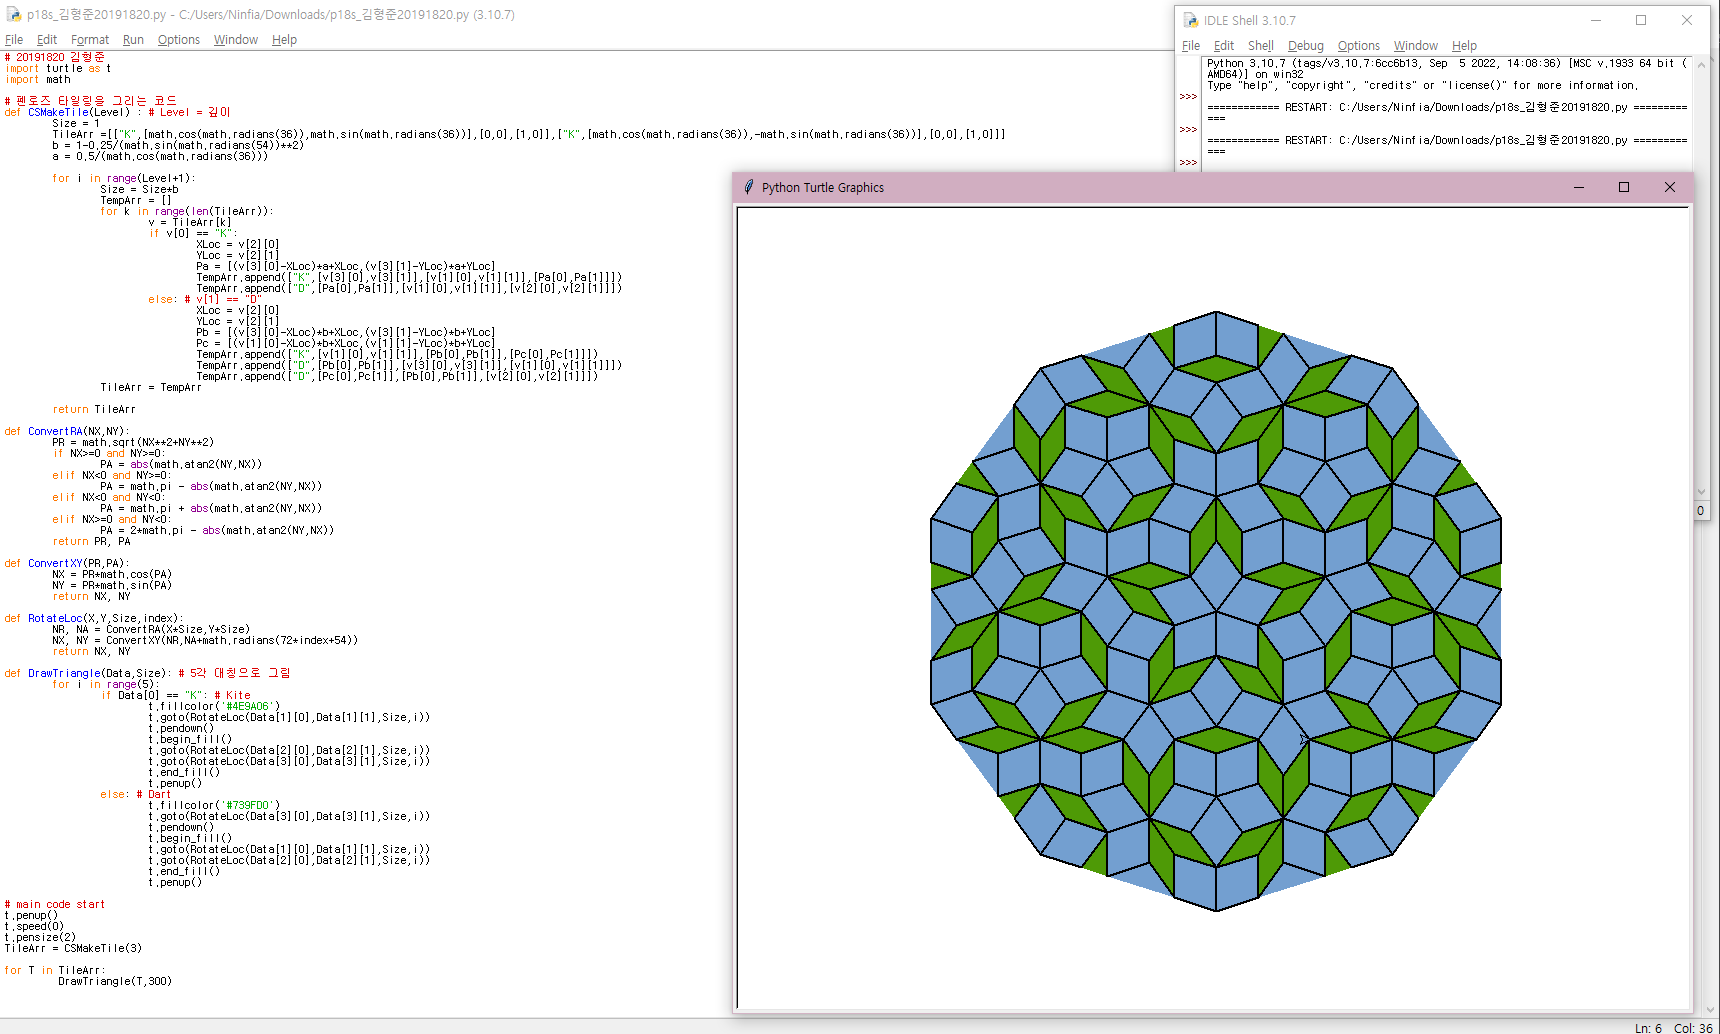 p18s_김형준20191820.py - C:/Users/Ninfia/Downloads/p18s_김형준20191820.py (3.10.7)
File Edit Format Run Options Window Help
# 20191820 김형준
import turtle as t
import math
# 펜로즈 타일링을 그리는 코드
def CSMakeTile(Level) : # Level = 깊이
Size = 1
TileArr =[["K",[math.cos(math.radians(36)),math.sin(math.radians(36))],[0,0],[1,0]],["K",[math.cos(math.radians(36)),-math.sin(math.radians(36))],[0,0],[1,0]]]
b = 1-0.25/(math.sin(math.radians(54))**2)
a = 0.5/(math.cos(math.radians(36)))
for i in range(Level+1):
Size = Size*b
TempArr = []
for k in range(len(TileArr)):
v = TileArr[k]
if v[0] == "K":
XLoc = v[2][0]
YLoc = v[2][1]
Pa = [(v[3][0]-XLoc)*a+XLoc,(v[3][1]-YLoc)*a+YLoc]
TempArr.append(["K",[v[3][0],v[3][1]],[v[1][0],v[1][1]],[Pa[0],Pa[1]]])
TempArr.append(["D",[Pa[0],Pa[1]],[v[1][0],v[1][1]],[v[2][0],v[2][1]]])
else: # v[1] == "D"
XLoc = v[2][0]
YLoc = v[2][1]
Pb = [(v[3][0]-XLoc)*b+XLoc,(v[3][1]-YLoc)*b+YLoc]
Pc = [(v[1][0]-XLoc)*b+XLoc,(v[1][1]-YLoc)*b+YLoc]
TempArr.append(["K",[v[1][0],v[1][1]],[Pb[0],Pb[1]],[Pc[0],Pc[1]]])
TempArr.append(["D",[Pb[0],Pb[1]],[v[3][0],v[3][1]],[v[1][0],v[1][1]]])
TempArr.append(["D",[Pc[0],Pc[1]],[Pb[0],Pb[1]],[v[2][0],v[2][1]]])
TileArr = TempArr
return TileArr
def ConvertRA(NX,NY):
PR = math.sqrt(NX**2+NY**2)
if NX>=0 and NY>=0:
PA = abs(math.atan2(NY,NX))
elif NX<0 and NY>=0:
PA = math.pi - abs(math.atan2(NY,NX))
elif NX<0 and NY<0:
PA = math.pi + abs(math.atan2(NY,NX))
elif NX>=0 and NY<0:
PA = 2*math.pi - abs(math.atan2(NY,NX))
return PR, PA
def ConvertXY(PR,PA):
NX = PR*math.cos(PA)
NY = PR*math.sin(PA)
return NX, NY
def RotateLoc(X,Y,Size,index):
NR, NA = ConvertRA(X*Size,Y*Size)
NX, NY = ConvertXY(NR,NA+math.radians(72*index+54))
return NX, NY
def DrawTriangle(Data,Size): # 5각 대칭으로 그림
for i in range(5):
if Data[0] == "K": # Kite
t.fillcolor('#4E9A06')
t.goto(RotateLoc(Data[1][0],Data[1][1],Size,i))
t.pendown()
t.begin_fill()
t.goto(RotateLoc(Data[2][0],Data[2][1],Size,i))
t.goto(RotateLoc(Data[3][0],Data[3][1],Size,i))
t.end_fill()
t.penup()
else: # Dart
t.fillcolor('#739FD0')
t.goto(RotateLoc(Data[3][0],Data[3][1],Size,i))
t.pendown()
t.begin_fill()
t.goto(RotateLoc(Data[1][0],Data[1][1],Size,i))
t.goto(RotateLoc(Data[2][0],Data[2][1],Size,i))
t.end_fill()
t.penup()
# main code start
t.penup()
t.speed(0)
t.pensize(2)
TileArr = CSMakeTile(3)
for T in TileArr:
DrawTriangle(T,300)
IDLE Shell 3.10.7
File Edit Shell Debug Options Window Help
Python 3.10.7 (tags/v3.10.7:6cc6b13, Sep 5 2022, 14:08:36) [MSC v.1933 64 bit (
AMD64)] on win32
Type "help", "copyright", "credits" or "license()" for more information.
>>>
============ RESTART: C:/Users/Ninfia/Downloads/p18s_김형준20191820.py ==========
===
>>>
============ RESTART: C:/Users/Ninfia/Downloads/p18s_김형준20191820.py ==========
===
>>>
Python Turtle Graphics
0
Ln: 6 Col: 36